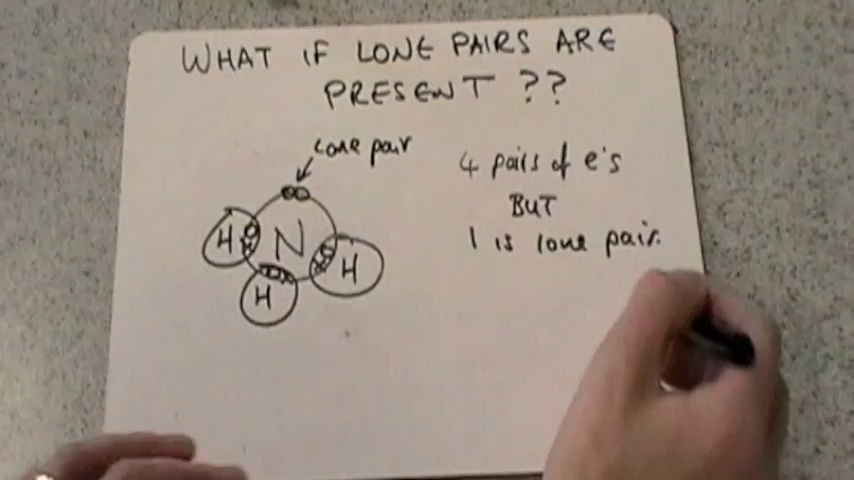 WHAT IF LONE PAIRS ARE
PRESENT ??
lone pair
4 pairs of e's
BUT
1 is lone pair.
H
N
H
H